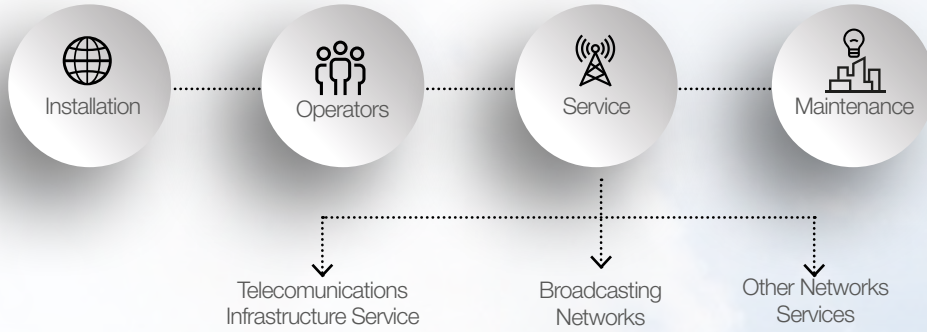 Installation
Operators
Service
Maintenance
Telecomunications
Infrastructure Service
Broadcasting
Networks
Other Networks
Services